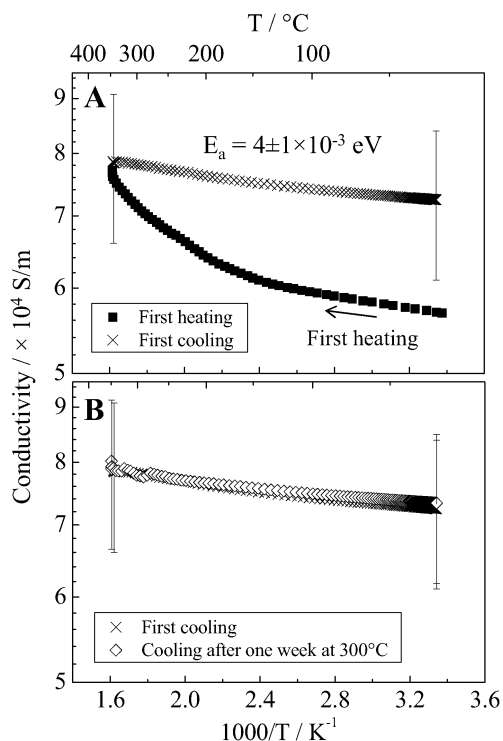 T / °C
400 300 200 100
A
Eₐ = 4±1×10⁻³ eV
9
8
7
6
5
First heating
First cooling
First heating
Conductivity / × 10⁴ S/m
B
9
8
7
6
5
First cooling
Cooling after one week at 300°C
1.6 2.0 2.4 2.8 3.2 3.6
1000/T / K⁻¹